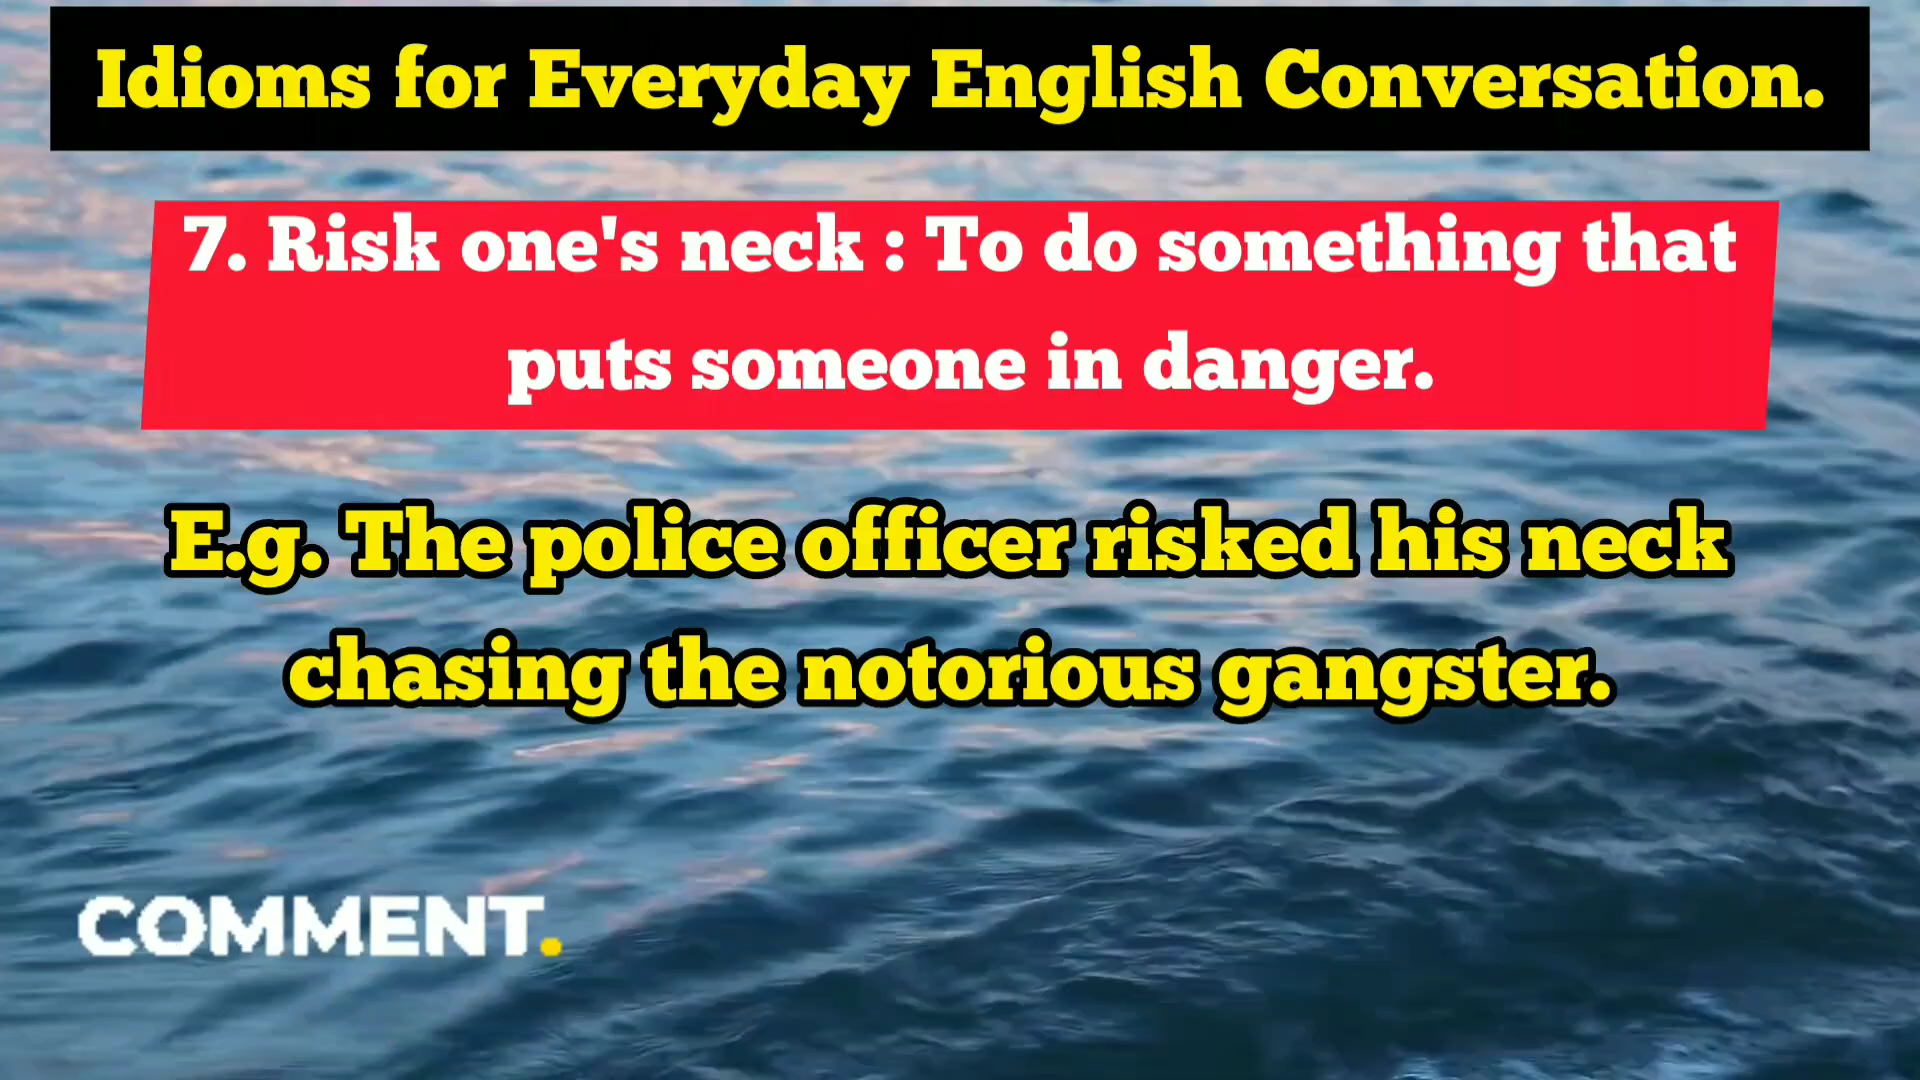 Idioms for Everyday English Conversation.
7. Risk one's neck : To do something that
puts someone in danger.
E.g. The police officer risked his neck
chasing the notorious gangster.
COMMENT.